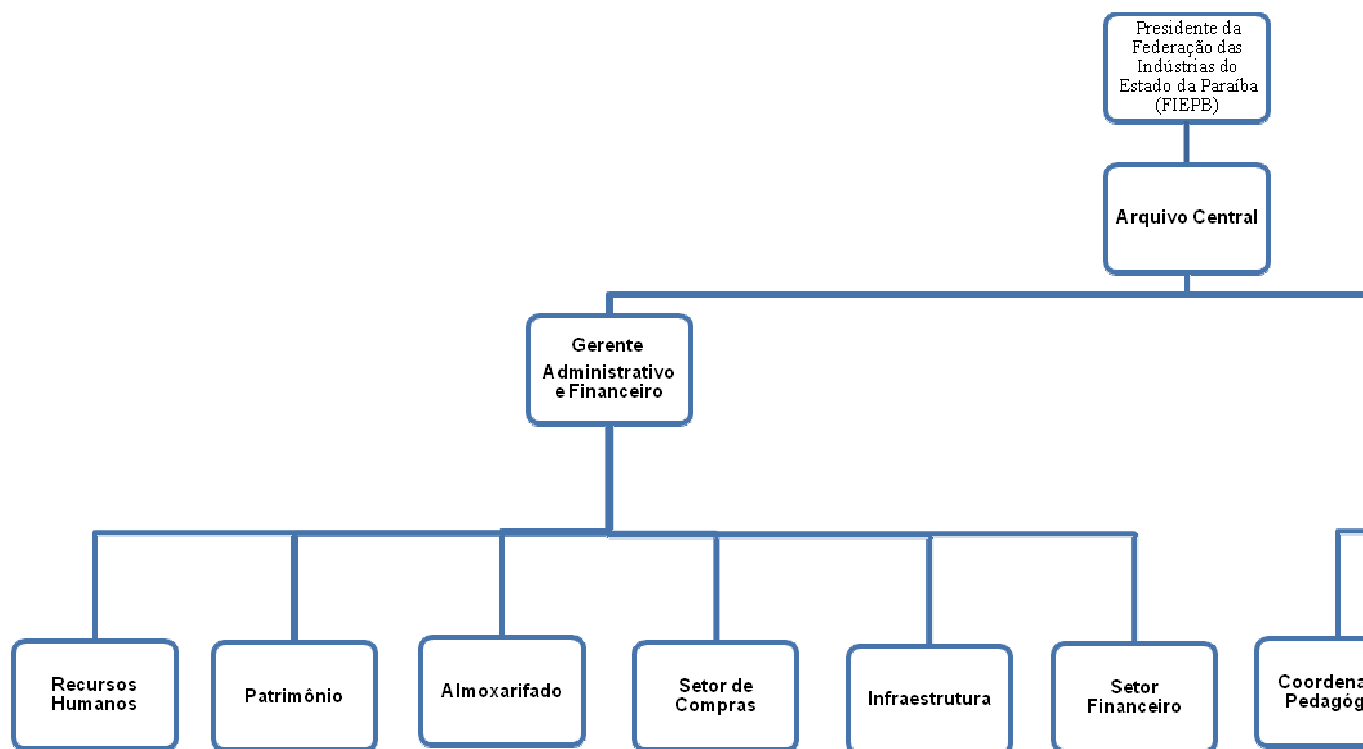 Presidente da
Federação das
Indústrias do
Estado da Paraíba
(FIEPB)
Arquivo Central
Gerente
Administrativo
e Financeiro
Recursos
Humanos
Patrimônio
Almoxarifado
Setor de
Compras
Infraestrutura
Setor
Financeiro